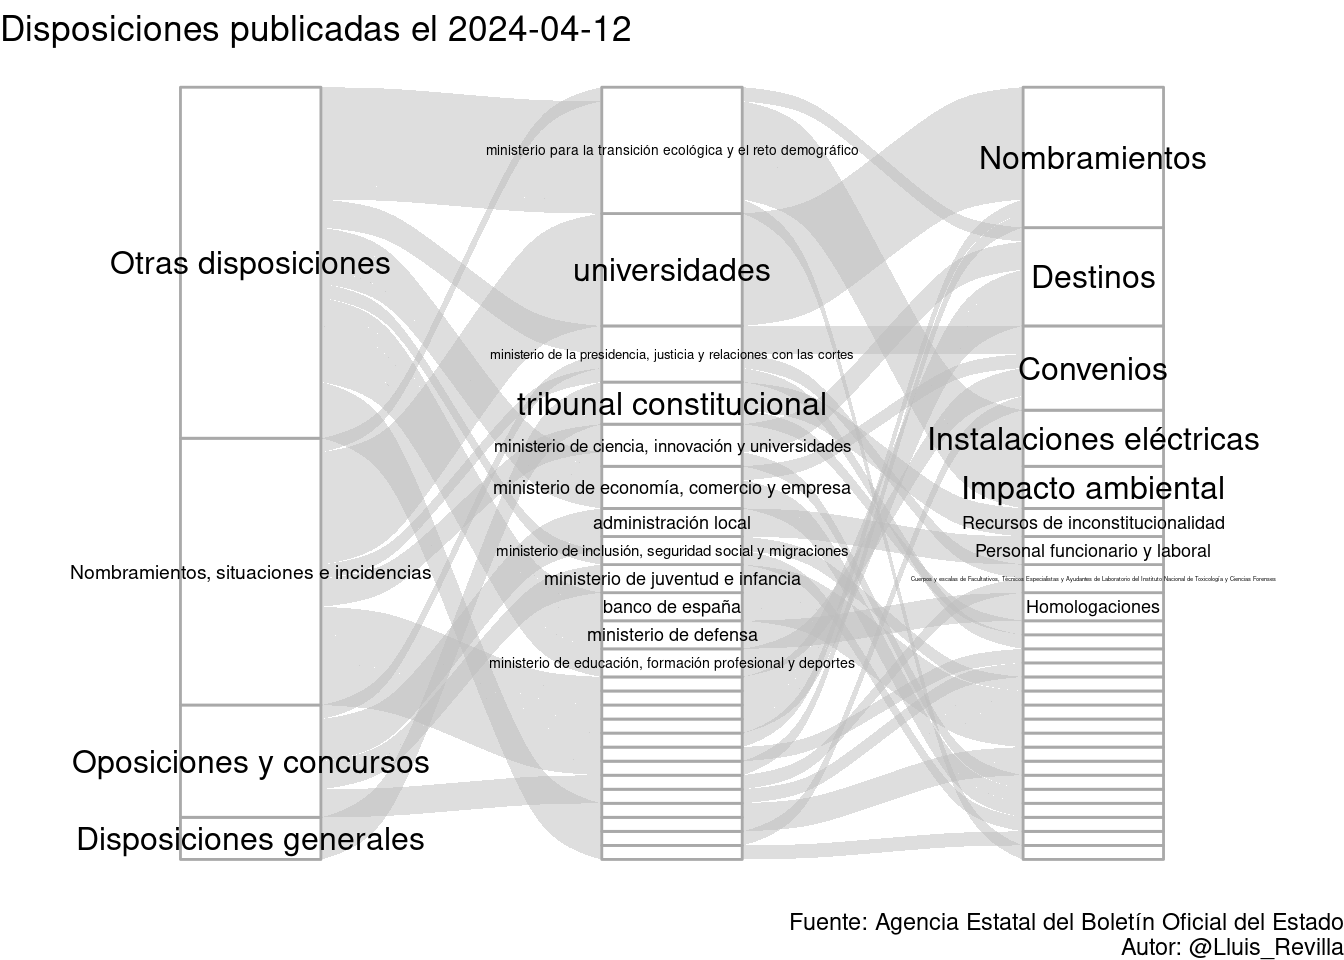 Disposiciones publicadas el 2024-04-12
Otras disposiciones
Nombramientos, situaciones e incidencias
Oposiciones y concursos
Disposiciones generales
ministerio para la transición ecológica y el reto demográfico
universidades
ministerio de la presidencia, justicia y relaciones con las cortes
tribunal constitucional
ministerio de ciencia, innovación y universidades
ministerio de economía, comercio y empresa
administración local
ministerio de inclusión, seguridad social y migraciones
ministerio de juventud e infancia
banco de españa
ministerio de defensa
ministerio de educación, formación profesional y deportes
Nombramientos
Destinos
Convenios
Instalaciones eléctricas
Impacto ambiental
Recursos de inconstitucionalidad
Personal funcionario y laboral
Cuerpos y escalas de Facultativos, Técnicos Especialistas y Ayudantes de Laboratorio del Instituto Nacional de Toxicología y Ciencias Forenses
Homologaciones
Fuente: Agencia Estatal del Boletín Oficial del Estado
Autor: @Lluis_Revilla